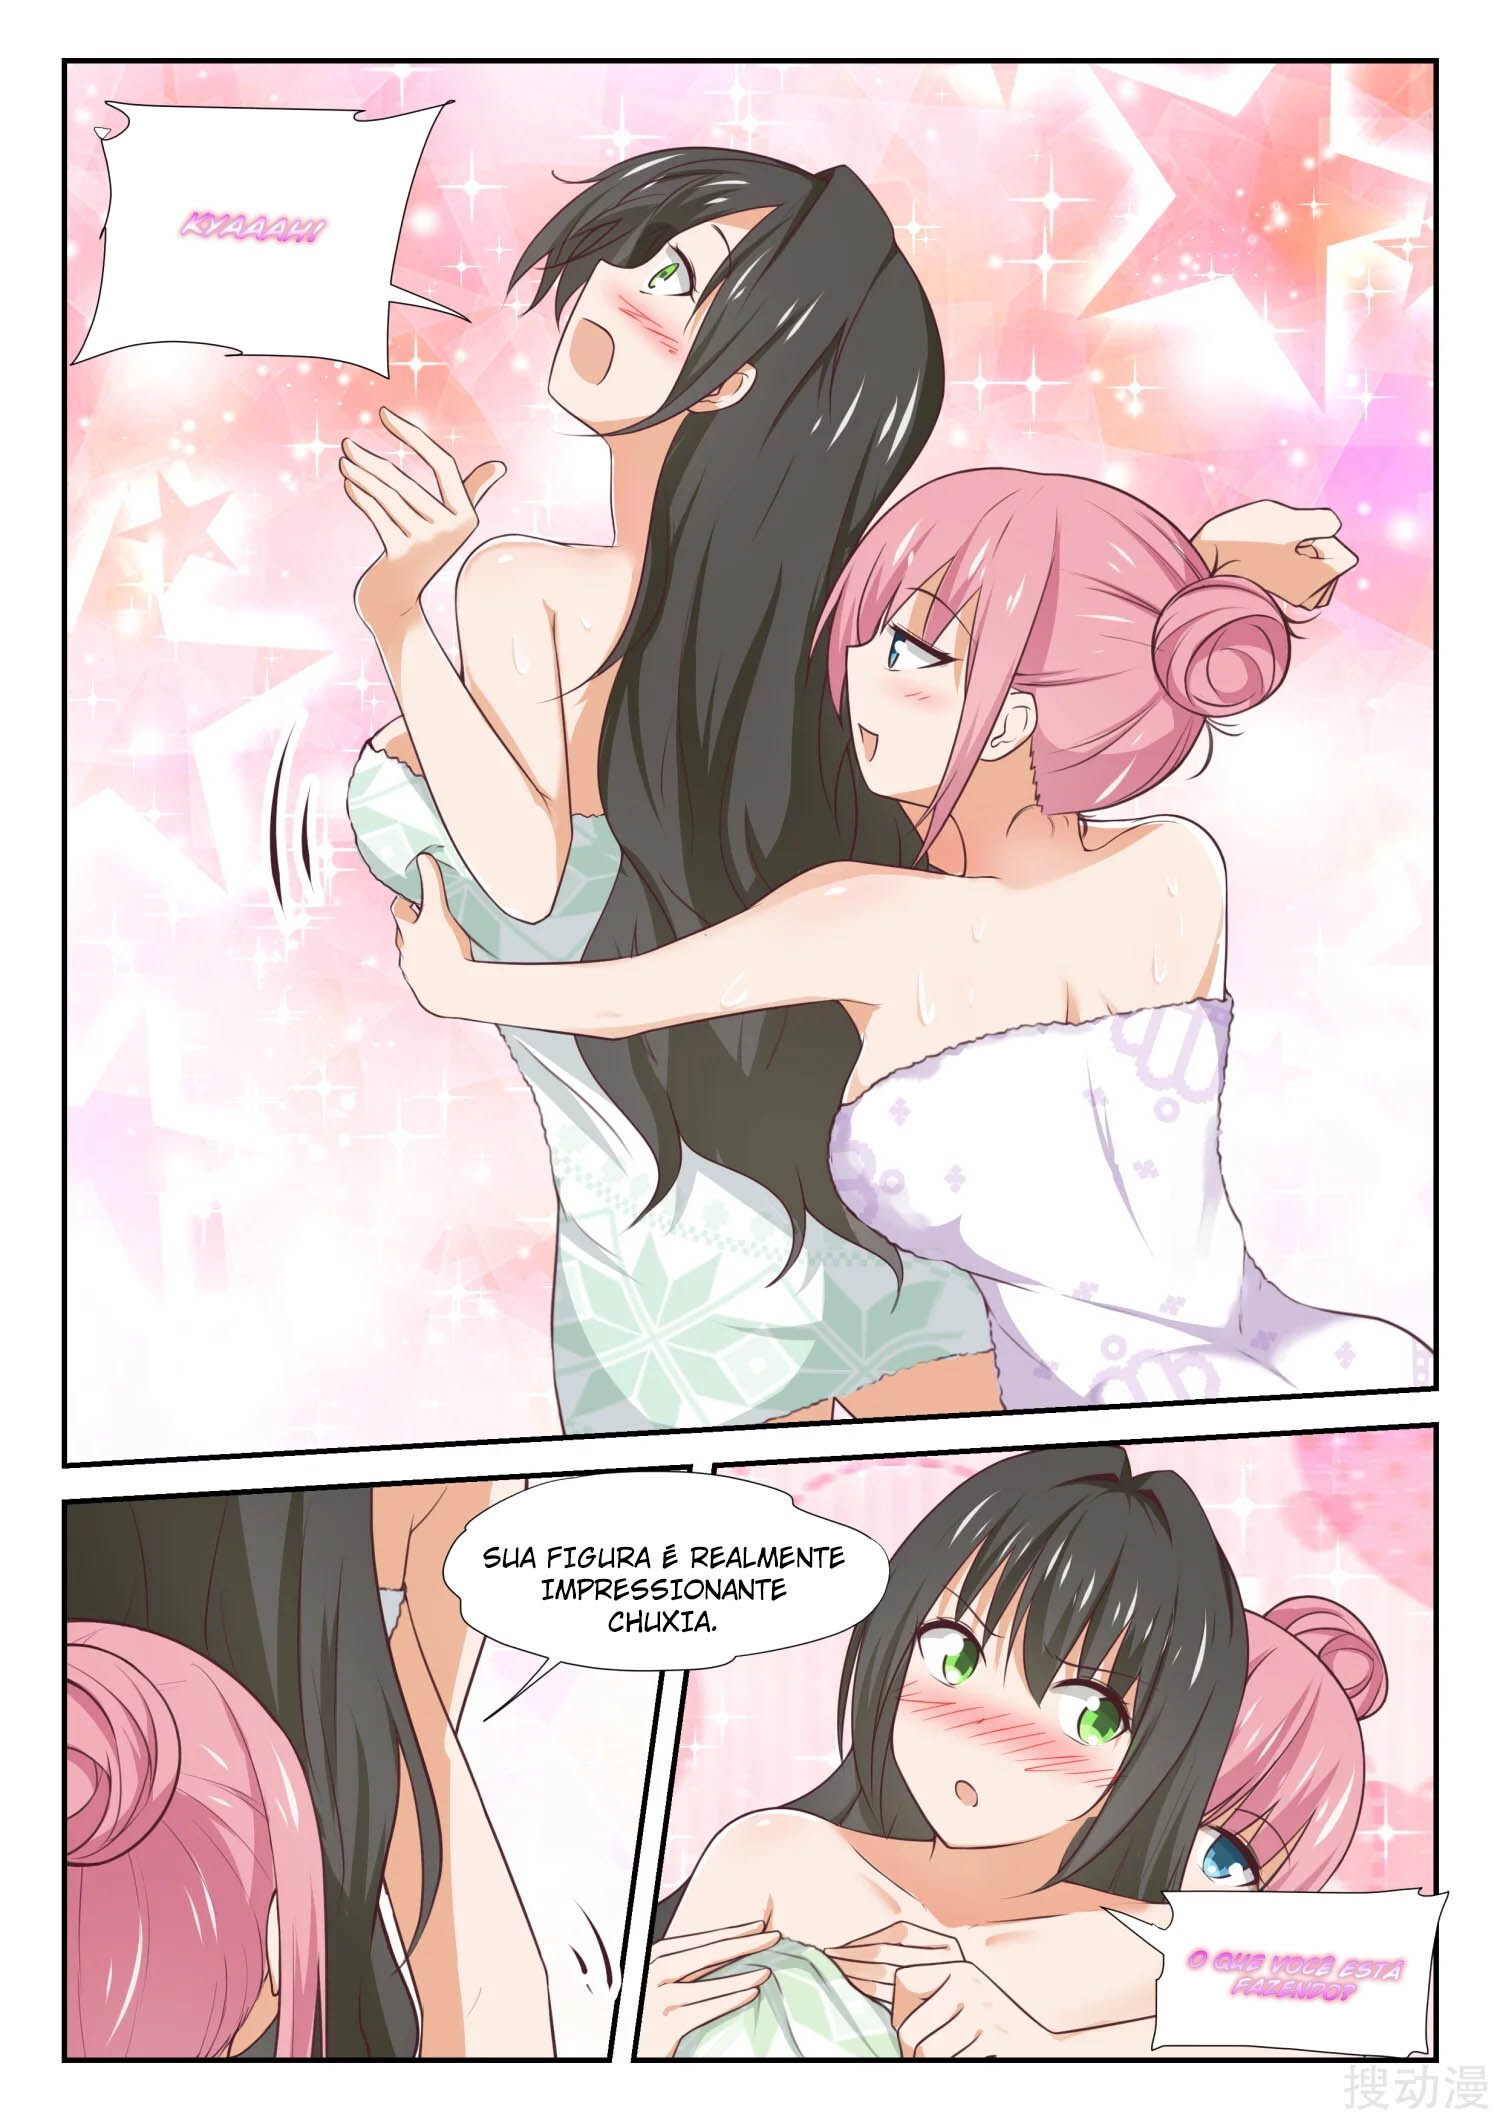 KYAAAH!
SUA FIGURA É REALMENTE
IMPRESSIONANTE
CHUXIA.
O QUE VOCE ESTÁ
FAZENDO?
搜动漫